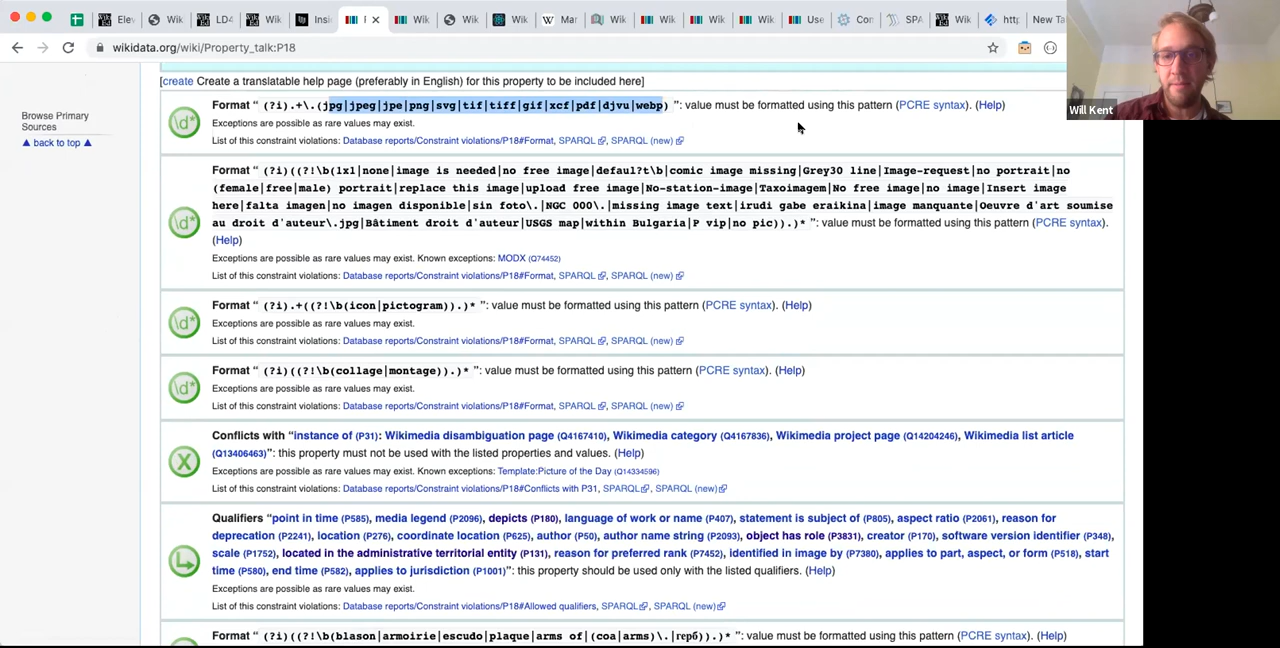 Elev
Wik
LD4
Wik
Insi
F
Wik
Wik
Wik
Mar
Wik
Wik
Wik
Wik
Use
Con
SPA
Wik
http
New Ta
wikidata.org/wiki/Property_talk:P18
Will Kent
Browse Primary
Sources
▲ back to top ▲
[create Create a translatable help page (preferably in English) for this property to be included here]
Format “ (?i).+\.(jpg|jpeg|jpe|png|svg|tif|tiff|gif|xcf|pdf|djvu|webp) ”: value must be formatted using this pattern (PCRE syntax). (Help)
Exceptions are possible as rare values may exist.
List of this constraint violations: Database reports/Constraint violations/P18#Format, SPARQL, SPARQL (new)
Format “ (?i)((?!\b(1x1|none|image is needed|no free image|defaul?t\b|comic image missing|Grey30 line|Image-request|no portrait|no
(female|free|male) portrait|replace this image|upload free image|No-station-image|Taxoimagem|No free image|no image|Insert image
here|falta imagen|no imagen disponible|sin foto\.|NGC 000\.|missing image text|irudi gabe eraikina|image manquante|Oeuvre d'art soumise
au droit d'auteur\.jpg|Bâtiment droit d'auteur|USGS map|within Bulgaria|P vip|no pic)).)* ”: value must be formatted using this pattern (PCRE syntax).
(Help)
Exceptions are possible as rare values may exist. Known exceptions: MODX (Q74452)
List of this constraint violations: Database reports/Constraint violations/P18#Format, SPARQL, SPARQL (new)
Format “ (?i).+((?!\b(icon|pictogram)).)* ”: value must be formatted using this pattern (PCRE syntax). (Help)
Exceptions are possible as rare values may exist.
List of this constraint violations: Database reports/Constraint violations/P18#Format, SPARQL, SPARQL (new)
Format “ (?i)((?!\b(collage|montage)).)* ”: value must be formatted using this pattern (PCRE syntax). (Help)
Exceptions are possible as rare values may exist.
List of this constraint violations: Database reports/Constraint violations/P18#Format, SPARQL, SPARQL (new)
Conflicts with “instance of (P31): Wikimedia disambiguation page (Q4167410), Wikimedia category (Q4167836), Wikimedia project page (Q14204246), Wikimedia list article
(Q13406463)”: this property must not be used with the listed properties and values. (Help)
Exceptions are possible as rare values may exist. Known exceptions: Template:Picture of the Day (Q14334596)
List of this constraint violations: Database reports/Constraint violations/P18#Conflicts with P31, SPARQL, SPARQL (new)
Qualifiers “point in time (P585), media legend (P2096), depicts (P180), language of work or name (P407), statement is subject of (P805), aspect ratio (P2061), reason for
deprecation (P2241), location (P276), coordinate location (P625), author (P50), author name string (P2093), object has role (P3831), creator (P170), software version identifier (P348),
scale (P1752), located in the administrative territorial entity (P131), reason for preferred rank (P7452), identified in image by (P7380), applies to part, aspect, or form (P518), start
time (P580), end time (P582), applies to jurisdiction (P1001)”: this property should be used only with the listed qualifiers. (Help)
Exceptions are possible as rare values may exist.
List of this constraint violations: Database reports/Constraint violations/P18#Allowed qualifiers, SPARQL, SPARQL (new)
Format “ (?i)((?!\b(blason|armoirie|escudo|plaque|arms of|(coa|arms)\.|герб)).)* ”: value must be formatted using this pattern (PCRE syntax). (Help)